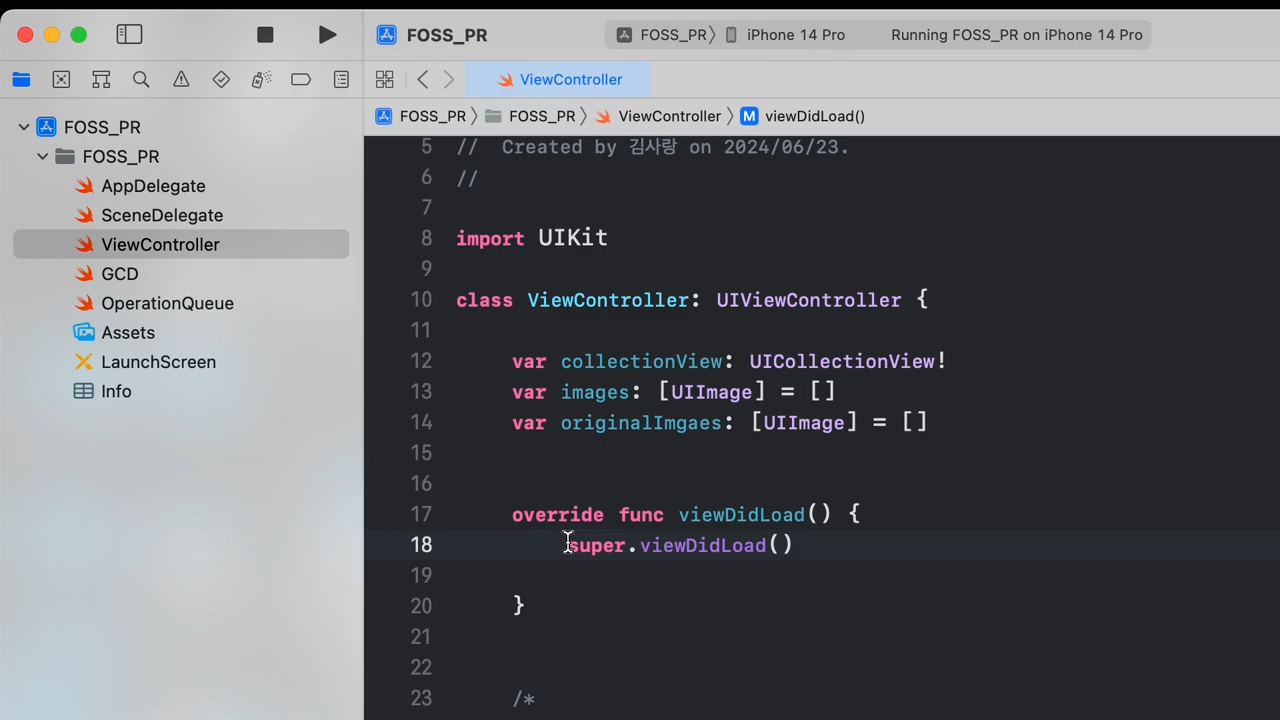 FOSS_PR
FOSS_PR〉 iPhone 14 Pro Running FOSS_PR on iPhone 14 Pro
ViewController
FOSS_PR 〉 FOSS_PR 〉 ViewController 〉 M viewDidLoad()
FOSS_PR
FOSS_PR
AppDelegate
SceneDelegate
ViewController
GCD
OperationQueue
Assets
LaunchScreen
Info
5 //  Created by 김사랑 on 2024/06/23.
6 //
7
8 import UIKit
9
10 class ViewController: UIViewController {
11
12     var collectionView: UICollectionView!
13     var images: [UIImage] = []
14     var originalImgaes: [UIImage] = []
15
16
17     override func viewDidLoad() {
18         super.viewDidLoad()
19
20     }
21
22
23     /*